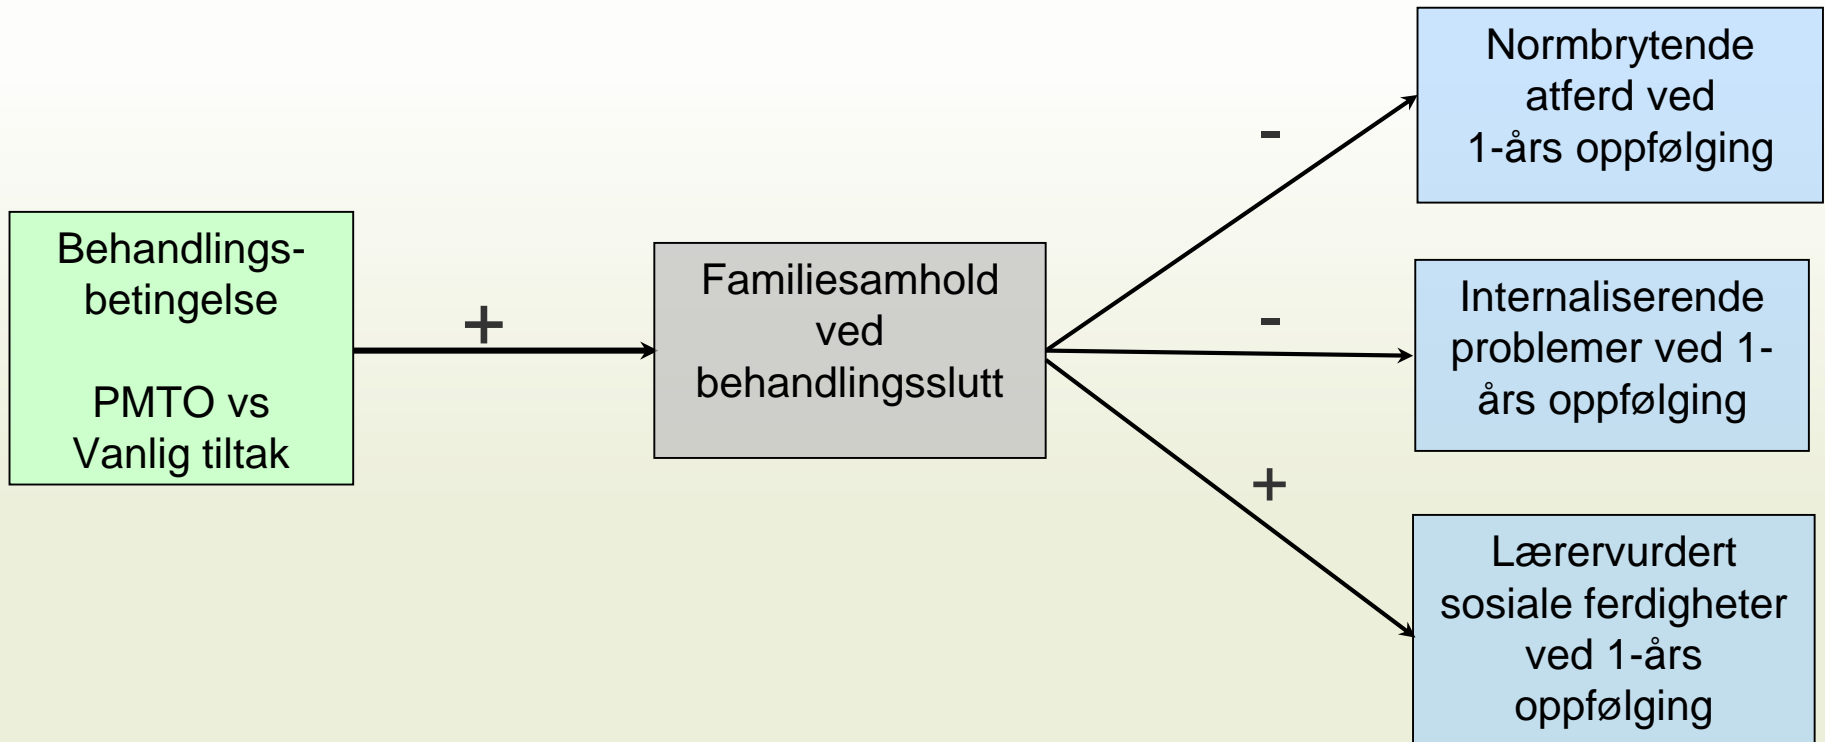 Behandlings-
betingelse
PMTO vs
Vanlig tiltak
+
Familiesamhold
ved
behandlingsslutt
-
-
+
Normbrytende
atferd ved
1-års oppfølging
Internaliserende
problemer ved 1-
års oppfølging
Lærervurdert
sosiale ferdigheter
ved 1-års
oppfølging